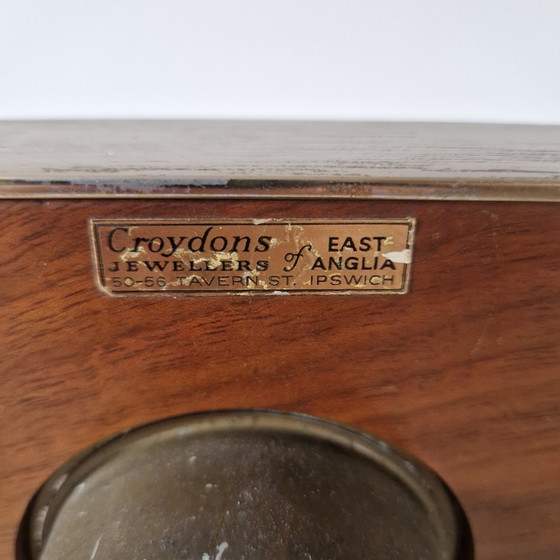 Croydons
JEWELLERS of EAST ANGLIA
50-56 TAVERN ST. IPSWICH